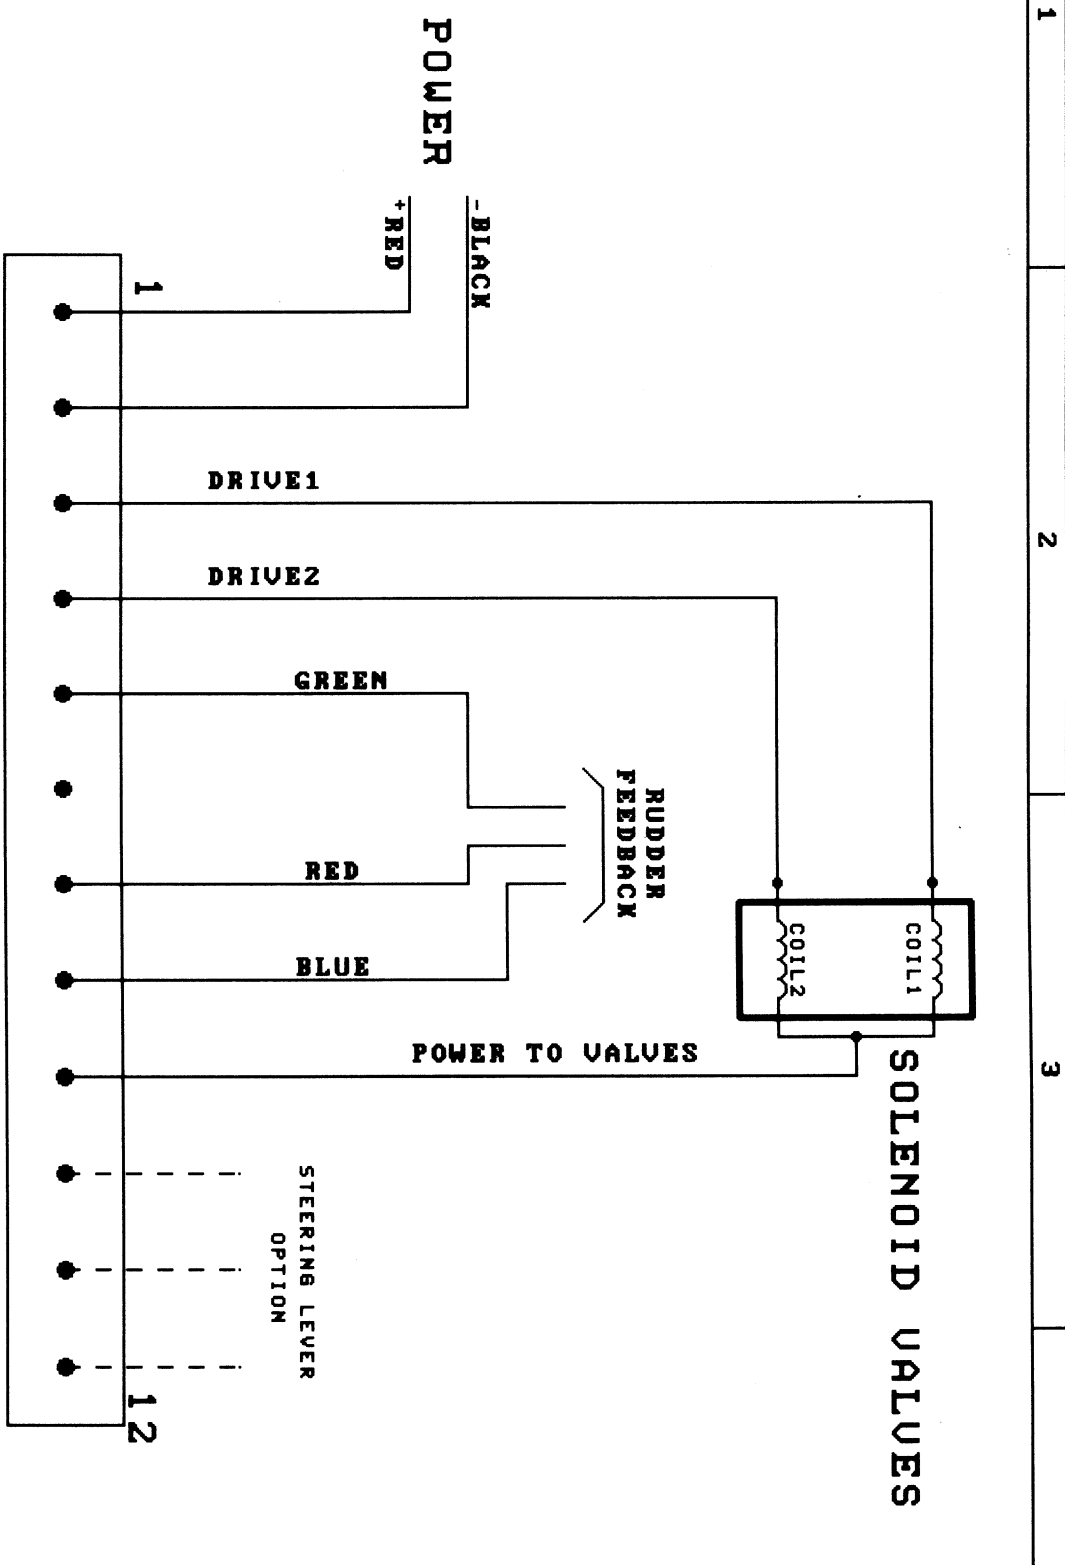 1
2
3
POWER
-BLACK
+RED
1
DRIVE1
DRIVE2
GREEN
RED
BLUE
RUDDER
FEEDBACK
COIL1
COIL2
POWER TO VALVES
SOLENOID VALVES
STEERING LEVER
OPTION
12